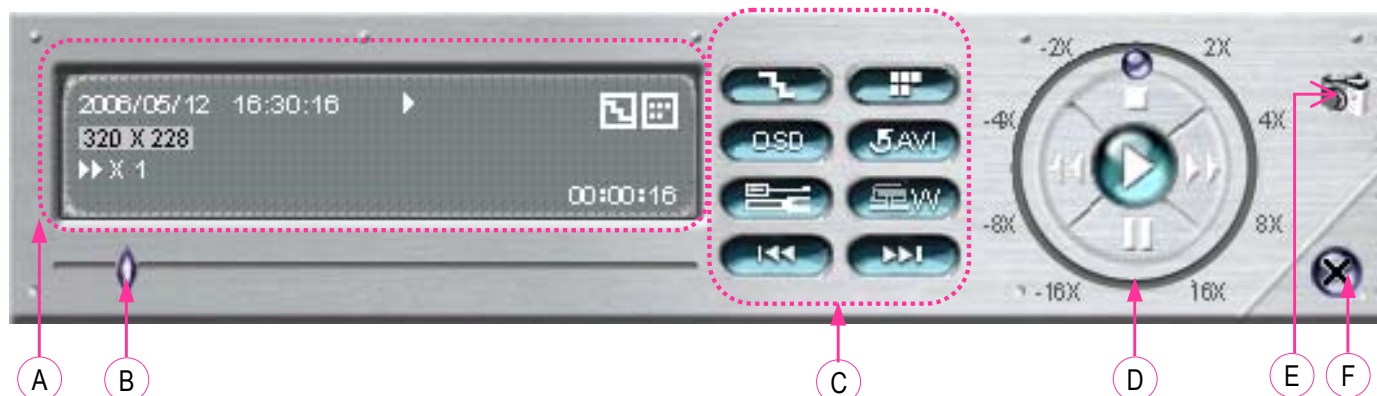 2006/05/12 16:30:16
320 X 228
X 1
00:00:16
OSD
AVI
W
-2X
2X
-4X
4X
-8X
8X
-16X
16X
A
B
C
D
E
F